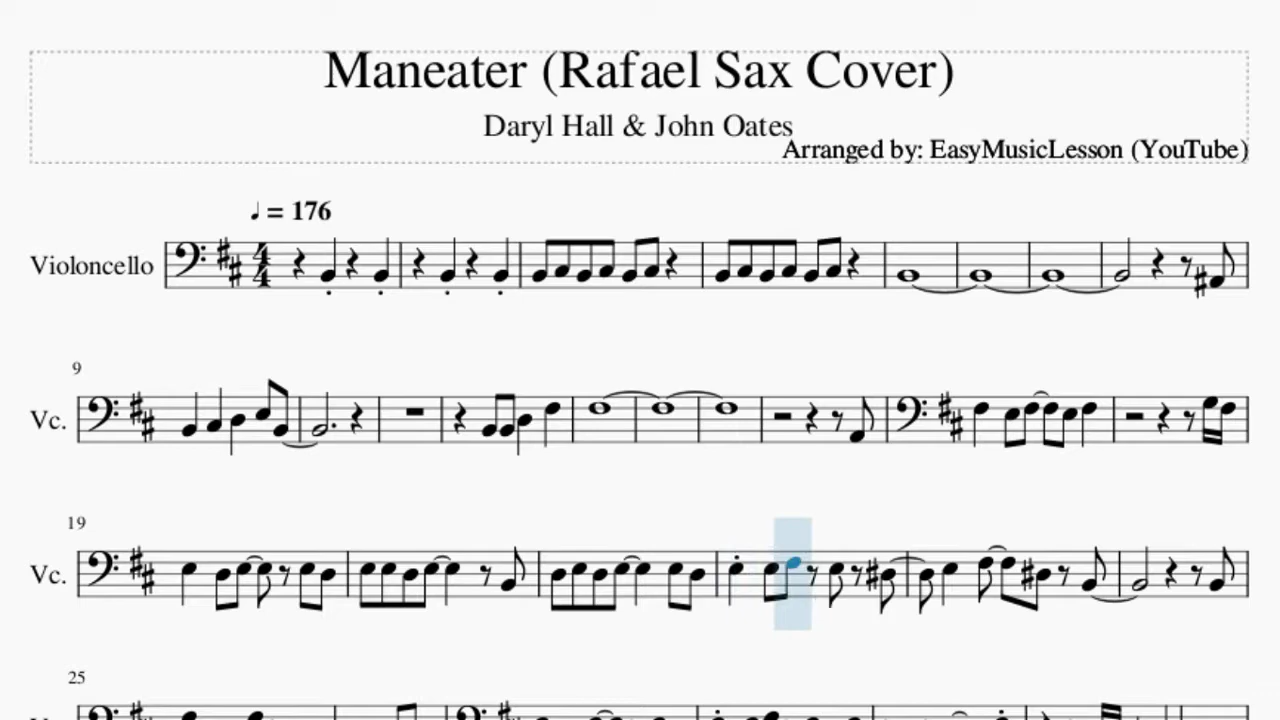 Maneater (Rafael Sax Cover)
Daryl Hall & John Oates
Arranged by: EasyMusicLesson (YouTube)
♩ = 176
Violoncello
4
4
9
Vc.
19
Vc.
25